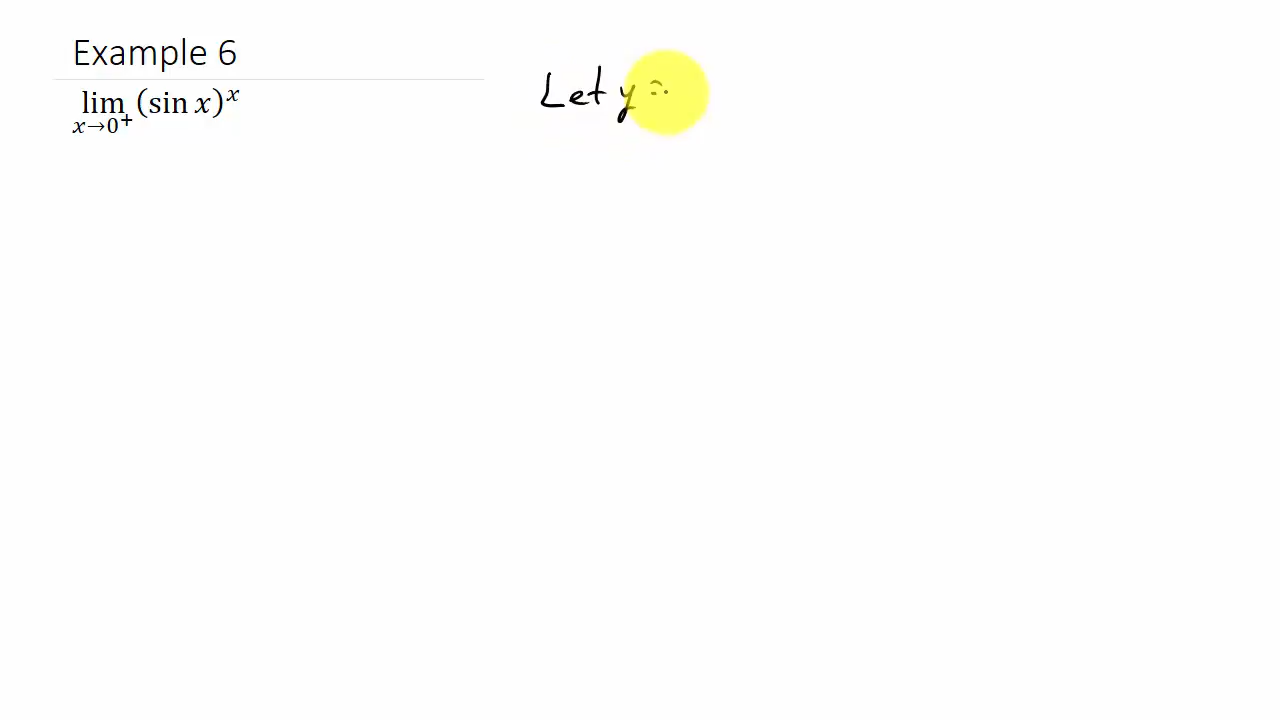 Example 6
lim (sin x)^x
x→0⁺
Let y =